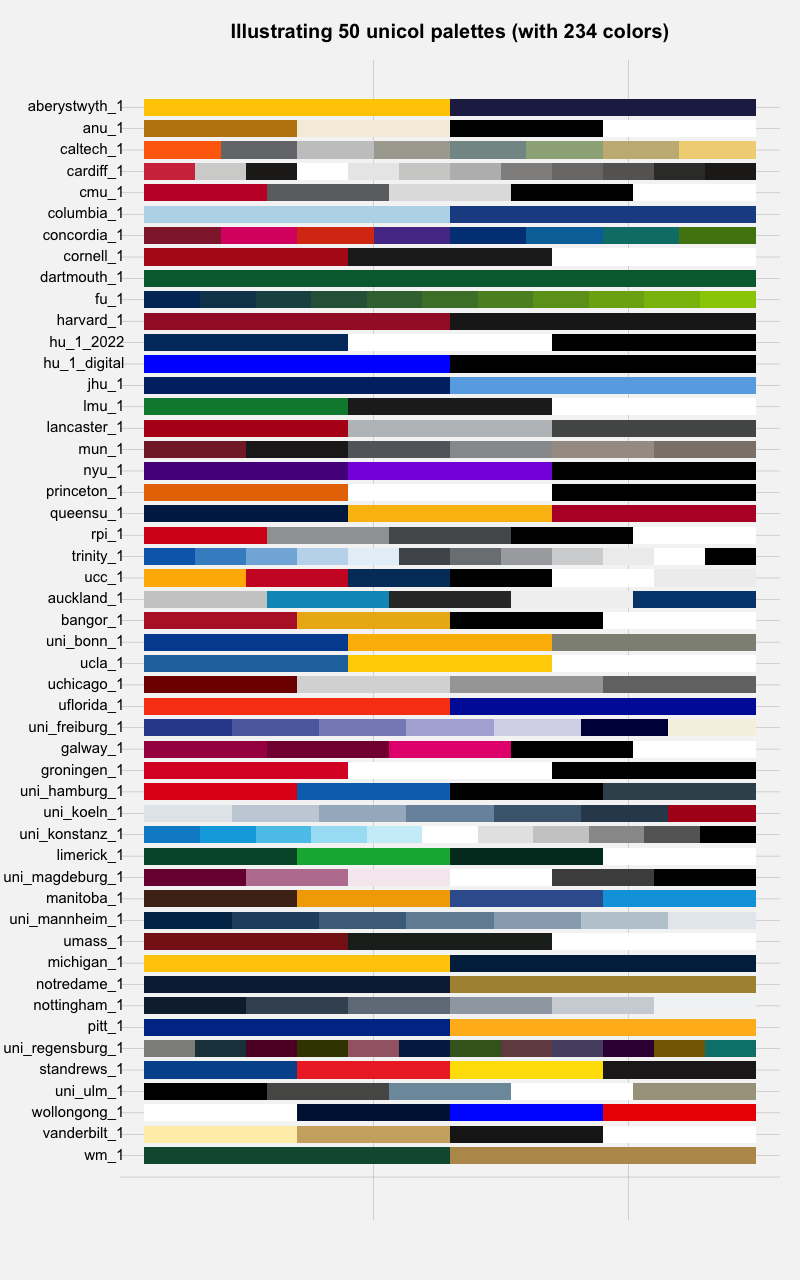 Illustrating 50 unicol palettes (with 234 colors)
aberystwyth_1
anu_1
caltech_1
cardiff_1
cmu_1
columbia_1
concordia_1
cornell_1
dartmouth_1
fu_1
harvard_1
hu_1_2022
hu_1_digital
jhu_1
lmu_1
lancaster_1
mun_1
nyu_1
princeton_1
queensu_1
rpi_1
trinity_1
ucc_1
auckland_1
bangor_1
uni_bonn_1
ucla_1
uchicago_1
uflorida_1
uni_freiburg_1
galway_1
groningen_1
uni_hamburg_1
uni_koeln_1
uni_konstanz_1
limerick_1
uni_magdeburg_1
manitoba_1
uni_mannheim_1
umass_1
michigan_1
notredame_1
nottingham_1
pitt_1
uni_regensburg_1
standrews_1
uni_ulm_1
wollongong_1
vanderbilt_1
wm_1